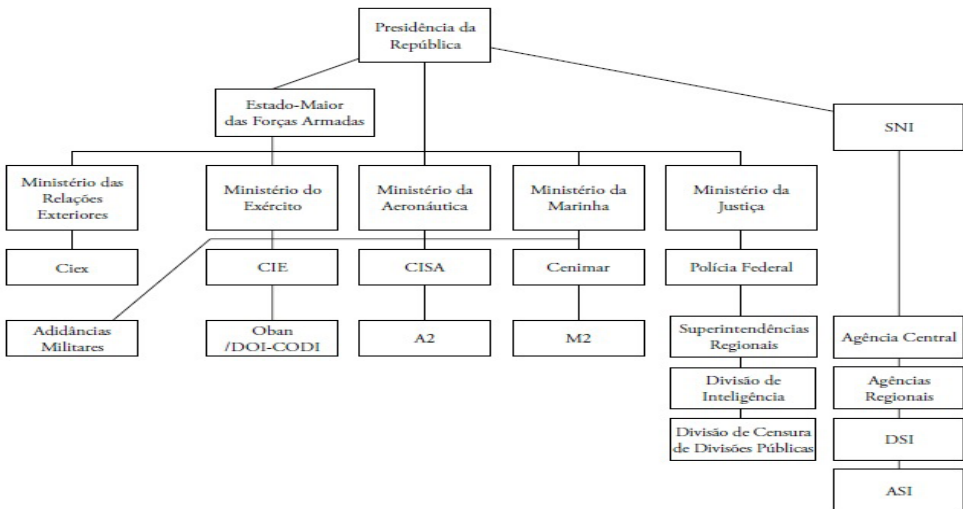 Presidência da
República
Estado-Maior
das Forças Armadas
SNI
Ministério das
Relações
Exteriores
Ministério do
Exército
Ministério da
Aeronáutica
Ministério da
Marinha
Ministério da
Justiça
Ciex
CIE
CISA
Cenimar
Polícia Federal
Adidâncias
Militares
Oban
/DOI-CODI
A2
M2
Superintendências
Regionais
Agência Central
Divisão de
Inteligência
Agências
Regionais
Divisão de Censura
de Divisões Públicas
DSI
ASI